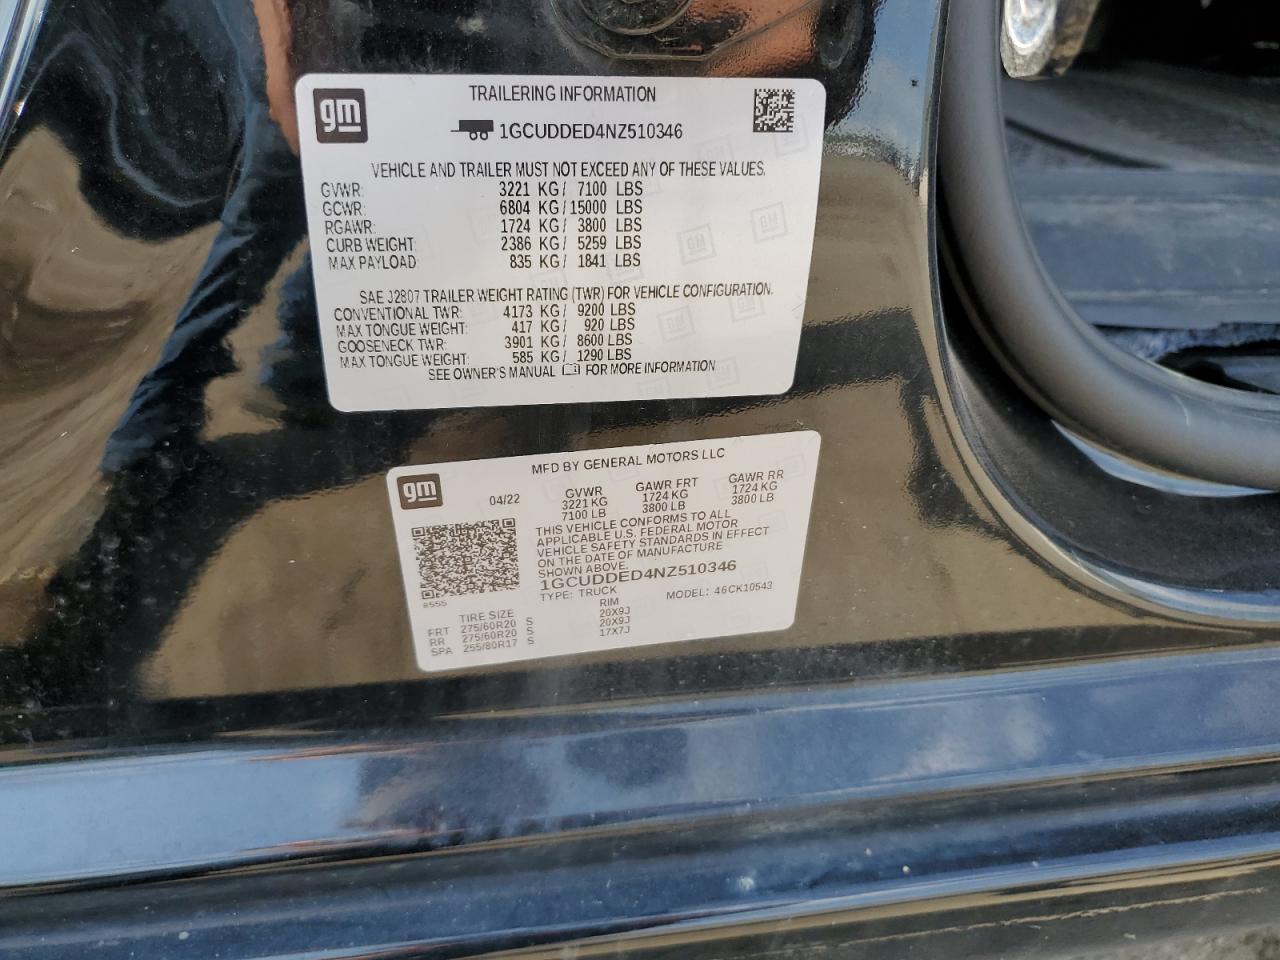 gm
TRAILERING INFORMATION
1GCUDDED4NZ510346
VEHICLE AND TRAILER MUST NOT EXCEED ANY OF THESE VALUES.
GVWR: 3221 KG / 7100 LBS
GCWR: 6804 KG / 15000 LBS
RGAWR: 1724 KG / 3800 LBS
CURB WEIGHT: 2386 KG / 5259 LBS
MAX PAYLOAD: 835 KG / 1841 LBS
SAE J2807 TRAILER WEIGHT RATING (TWR) FOR VEHICLE CONFIGURATION.
CONVENTIONAL TWR: 4173 KG / 9200 LBS
MAX TONGUE WEIGHT: 417 KG / 920 LBS
GOOSENECK TWR: 3901 KG / 8600 LBS
MAX TONGUE WEIGHT: 585 KG / 1290 LBS
SEE OWNER'S MANUAL FOR MORE INFORMATION
gm
MFD BY GENERAL MOTORS LLC
04/22 GVWR GAWR FRT GAWR RR
3221 KG 1724 KG 1724 KG
7100 LB 3800 LB 3800 LB
THIS VEHICLE CONFORMS TO ALL
APPLICABLE U.S. FEDERAL MOTOR
VEHICLE SAFETY STANDARDS IN EFFECT
ON THE DATE OF MANUFACTURE
SHOWN ABOVE.
1GCUDDED4NZ510346
TYPE: TRUCK MODEL: 46CK10543
#555
TIRE SIZE RIM
FRT 275/60R20 S 20X9J
RR 275/60R20 S 20X9J
SPA 255/80R17 S 17X7J